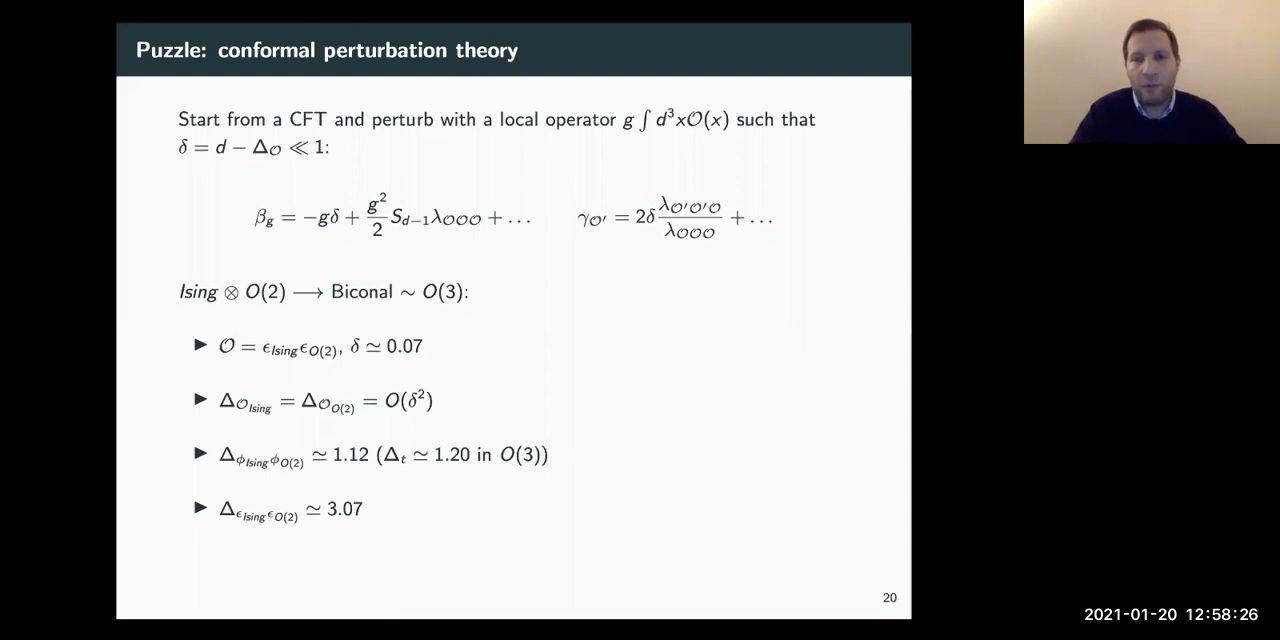 Puzzle: conformal perturbation theory
Start from a CFT and perturb with a local operator g ∫ d³x𝒪(x) such that
δ = d − Δ_𝒪 ≪ 1:
β_g = −gδ + g²/2 S_{d−1}λ_{𝒪𝒪𝒪} + … γ_{𝒪′} = 2δ λ_{𝒪′𝒪′𝒪}/λ_{𝒪𝒪𝒪} + …
Ising ⊗ O(2) ⟶ Biconal ∼ O(3):
▶ 𝒪 = ϵ_{Ising}ϵ_{O(2)}, δ ≃ 0.07
▶ Δ_{𝒪_{Ising}} = Δ_{𝒪_{O(2)}} = O(δ²)
▶ Δ_{ϕ_{Ising}ϕ_{O(2)}} ≃ 1.12 (Δ_t ≃ 1.20 in O(3))
▶ Δ_{ϵ_{Ising}ϵ_{O(2)}} ≃ 3.07
20
2021-01-20 12:58:26